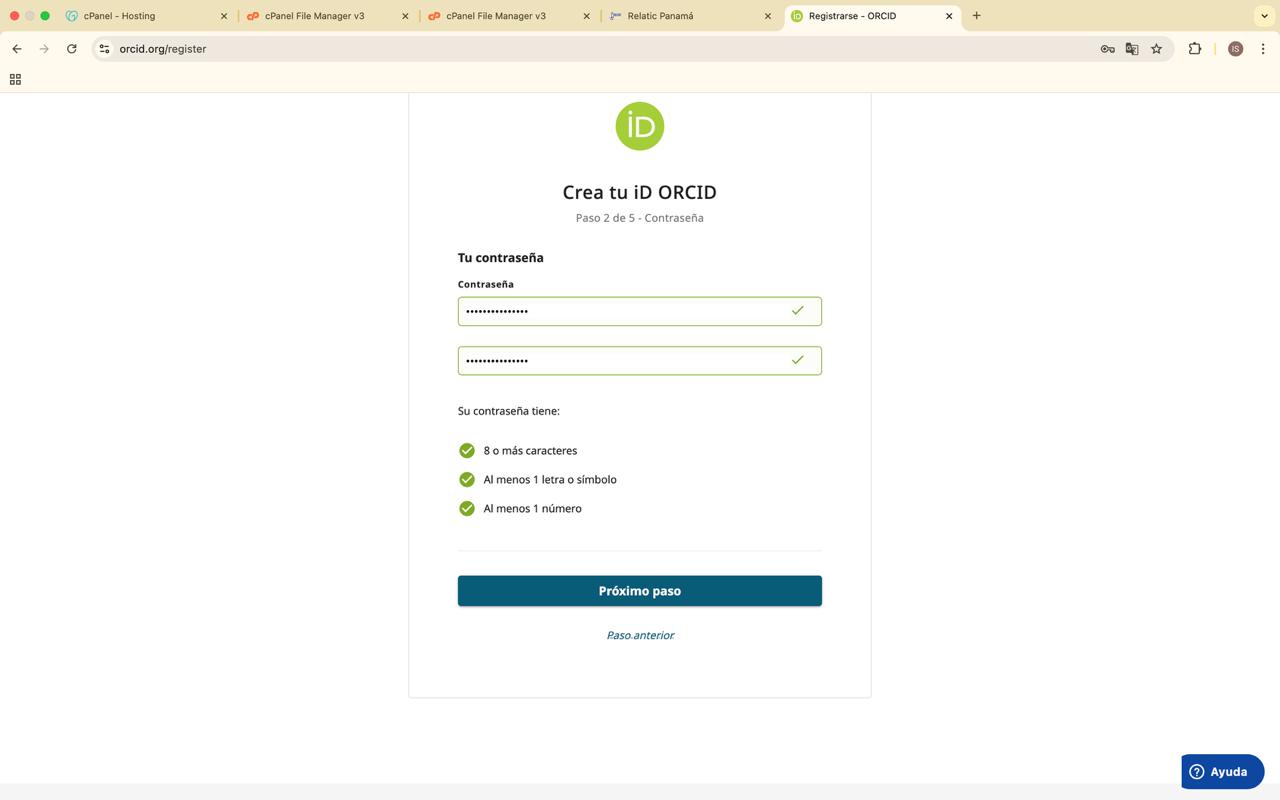 cPanel - Hosting
cPanel File Manager v3
cPanel File Manager v3
Relatic Panamá
Registrarse - ORCID
orcid.org/register
IS
iD
Crea tu iD ORCID
Paso 2 de 5 - Contraseña
Tu contraseña
Contraseña
•••••••••••••••
•••••••••••••••
Su contraseña tiene:
8 o más caracteres
Al menos 1 letra o símbolo
Al menos 1 número
Próximo paso
Paso anterior
Ayuda